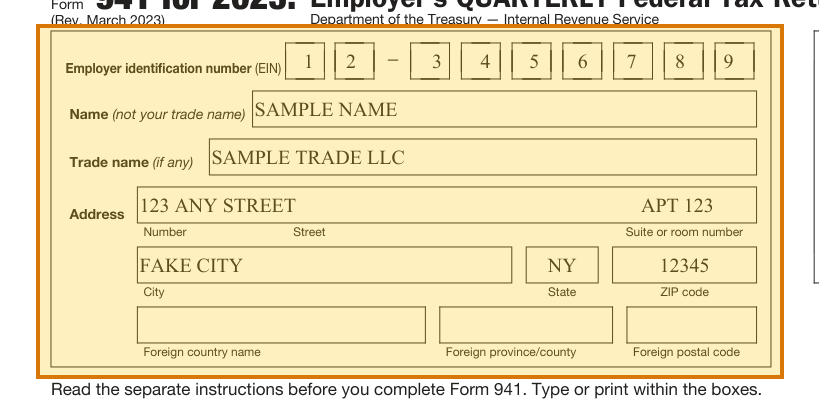 Form 941 for 2023: Employer's QUARTERLY Federal Tax Ret
(Rev. March 2023) Department of the Treasury — Internal Revenue Service
Employer identification number (EIN) 1 2 – 3 4 5 6 7 8 9
Name (not your trade name) SAMPLE NAME
Trade name (if any) SAMPLE TRADE LLC
Address 123 ANY STREET APT 123
Number Street Suite or room number
FAKE CITY NY 12345
City State ZIP code
Foreign country name Foreign province/county Foreign postal code
Read the separate instructions before you complete Form 941. Type or print within the boxes.